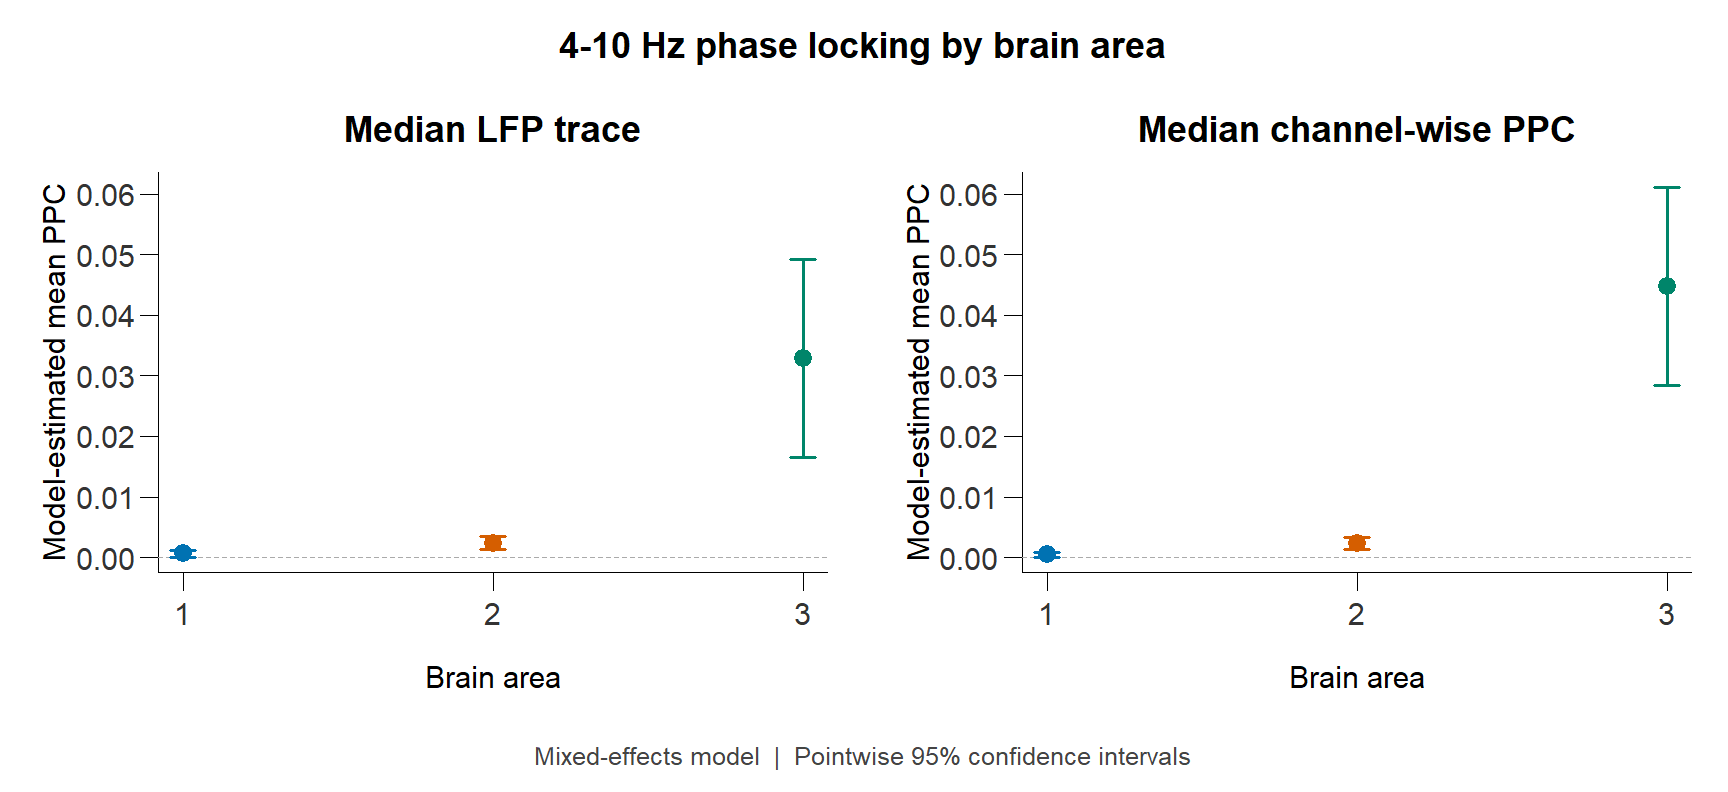 4-10 Hz phase locking by brain area
Median LFP trace
Model-estimated mean PPC
0.06
0.05
0.04
0.03
0.02
0.01
0.00
1 2 3
Brain area
Median channel-wise PPC
Model-estimated mean PPC
0.06
0.05
0.04
0.03
0.02
0.01
0.00
1 2 3
Brain area
Mixed-effects model | Pointwise 95% confidence intervals